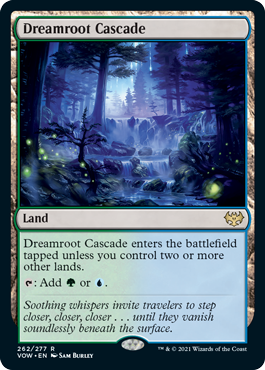 Dreamroot Cascade
Land
Dreamroot Cascade enters the battlefield
tapped unless you control two or more
other lands.
: Add or .
Soothing whispers invite travelers to step
closer, closer, closer . . . until they vanish
soundlessly beneath the surface.
262/277 R
VOW • EN SAM BURLEY
™ & © 2021 Wizards of the Coast